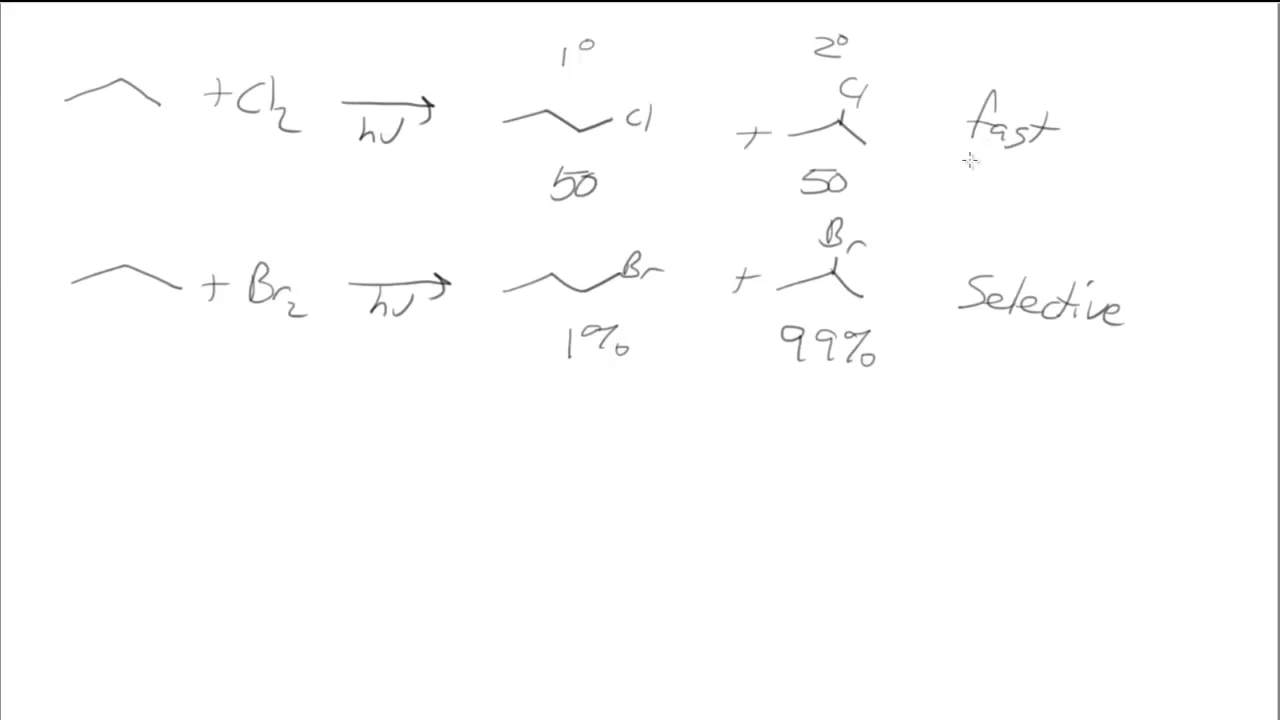 1° 2°
+ Cl2 hν Cl + Cl fast
50 50
+ Br2 hν Br + Br Selective
1% 99%